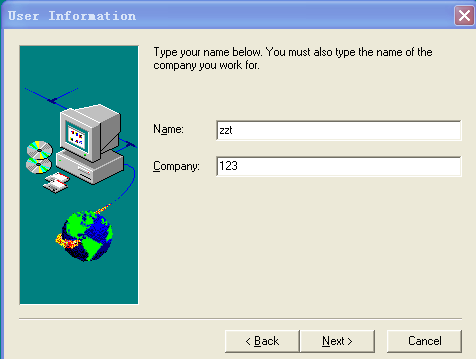 User Information
Type your name below. You must also type the name of the
company you work for.
Name: zzt
Company: 123
< Back Next > Cancel